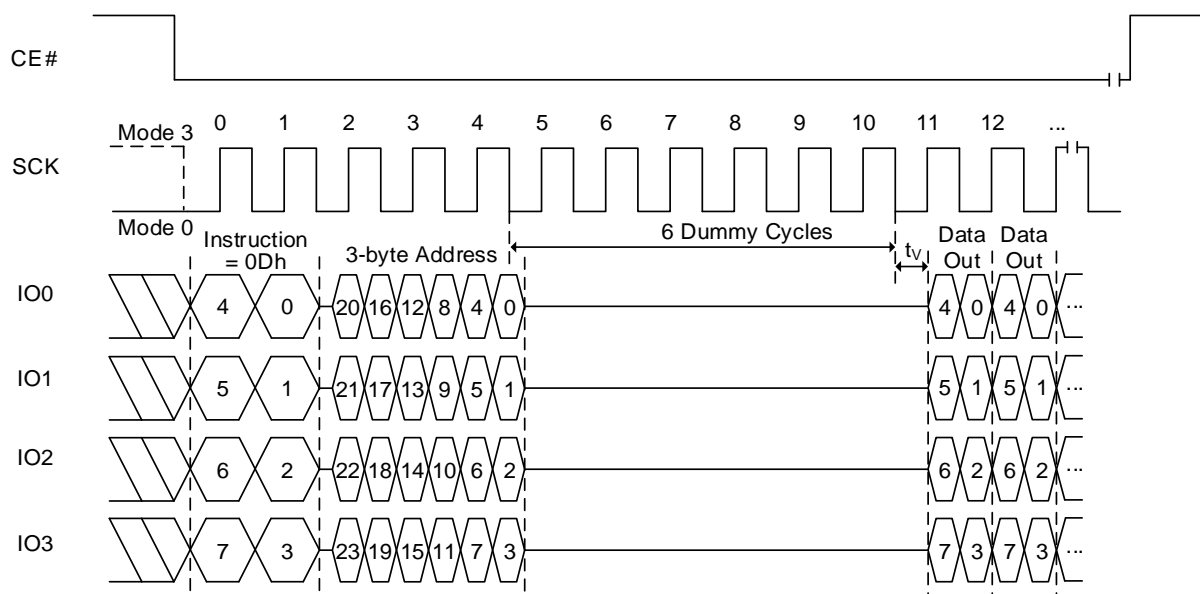 CE#
0 1 2 3 4 5 6 7 8 9 10 11 12 ...
Mode 3
SCK
Mode 0
Instruction
= 0Dh
3-byte Address
6 Dummy Cycles
tV
Data
Out
Data
Out
IO0 4 0 20 16 12 8 4 0 4 0 4 0 ...
IO1 5 1 21 17 13 9 5 1 5 1 5 1 ...
IO2 6 2 22 18 14 10 6 2 6 2 6 2 ...
IO3 7 3 23 19 15 11 7 3 7 3 7 3 ...